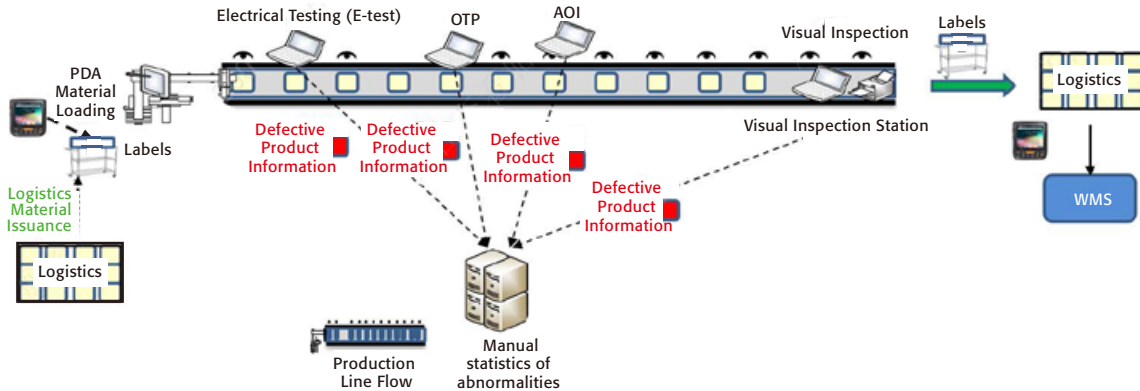 Electrical Testing (E-test)
OTP
AOI
Visual Inspection
Labels
PDA
Material
Loading
Labels
Logistics
Material
Issuance
Logistics
Defective
Product
Information
Defective
Product
Information
Defective
Product
Information
Defective
Product
Information
Visual Inspection Station
Logistics
WMS
Production
Line Flow
Manual
statistics of
abnormalities